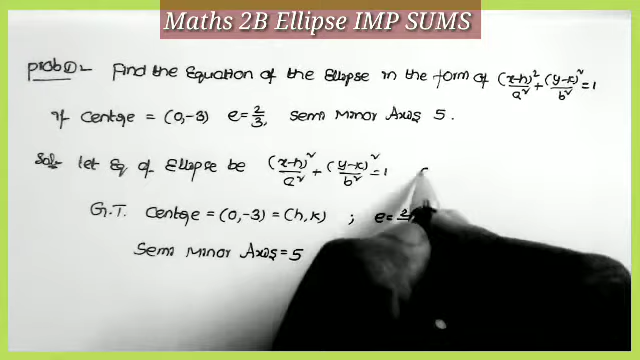 Maths 2B Ellipse IMP SUMS
prob①:- Find the Equation of the Ellipse in the form of (x-h)²/a² + (y-k)²/b² = 1
if Centre = (0,-3) e = 2/3, Semi Minor Axis 5.
Sol:- let Eq of Ellipse be (x-h)²/a² + (y-k)²/b² = 1
G.T. Centre = (0,-3) = (h,k) ; e = 2
Semi Minor Axis = 5